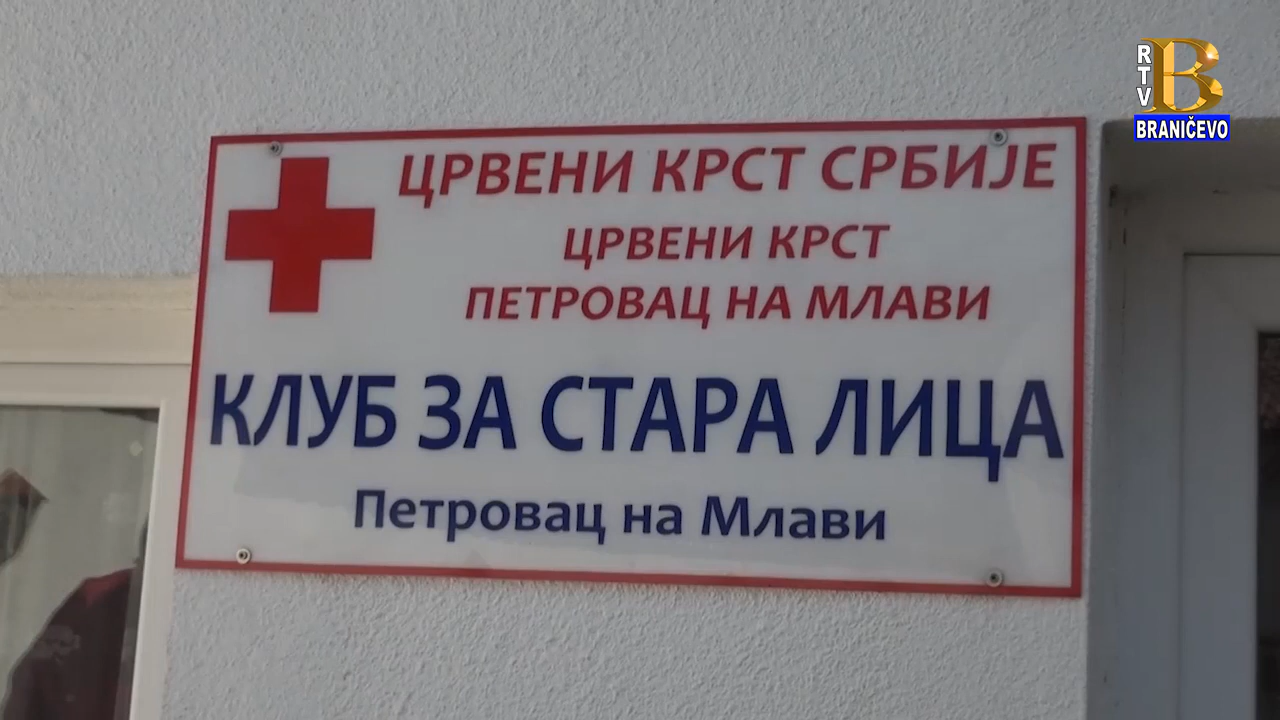 ЦРВЕНИ КРСТ СРБИЈЕ
ЦРВЕНИ КРСТ
ПЕТРОВАЦ НА МЛАВИ
КЛУБ ЗА СТАРА ЛИЦА
Петровац на Млави
RTV B
BRANIČEVO